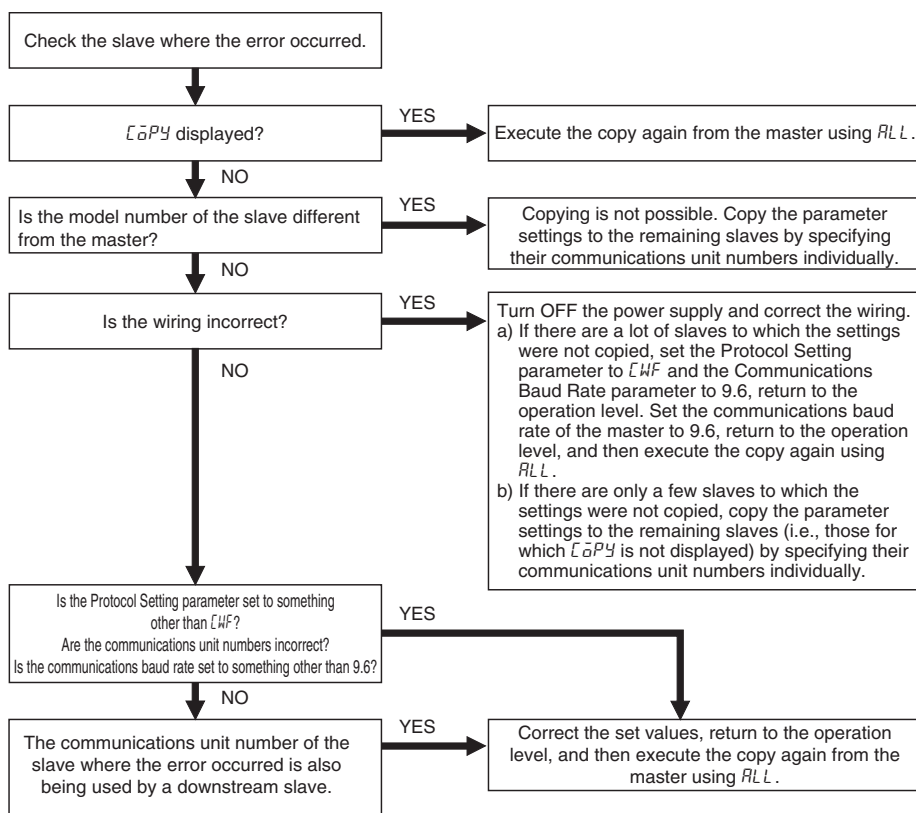 Check the slave where the error occurred.
CoPY displayed?
YES
Execute the copy again from the master using ALL.
NO
Is the model number of the slave different
from the master?
YES
Copying is not possible. Copy the parameter
settings to the remaining slaves by specifying
their communications unit numbers individually.
NO
Is the wiring incorrect?
YES
Turn OFF the power supply and correct the wiring.
a) If there are a lot of slaves to which the settings
were not copied, set the Protocol Setting
parameter to CWF and the Communications
Baud Rate parameter to 9.6, return to the
operation level. Set the communications baud
rate of the master to 9.6, return to the operation
level, and then execute the copy again using
ALL.
b) If there are only a few slaves to which the
settings were not copied, copy the parameter
settings to the remaining slaves (i.e., those for
which CoPY is not displayed) by specifying their
communications unit numbers individually.
NO
Is the Protocol Setting parameter set to something
other than CWF?
Are the communications unit numbers incorrect?
Is the communications baud rate set to something other than 9.6?
YES
NO
The communications unit number of the
slave where the error occurred is also
being used by a downstream slave.
YES
Correct the set values, return to the operation
level, and then execute the copy again from the
master using ALL.